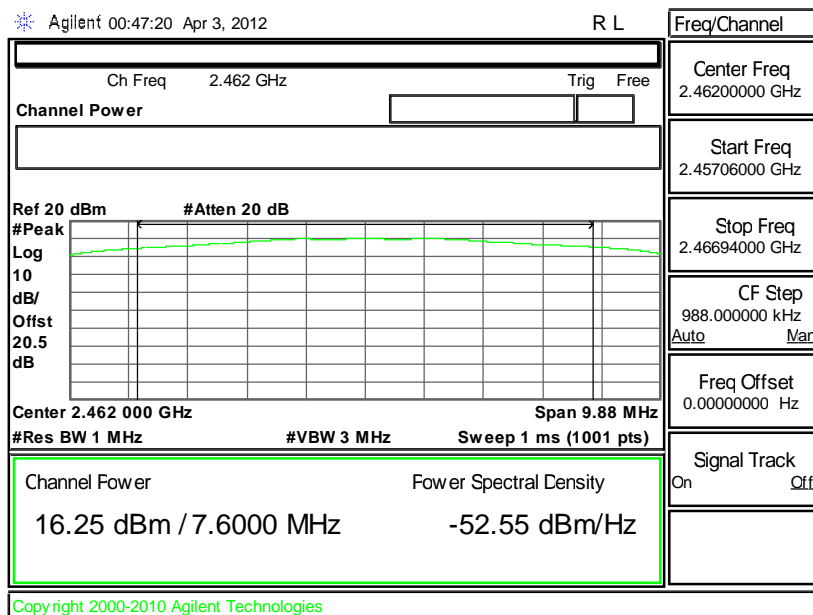 Agilent 00:47:20 Apr 3, 2012 R L
Freq/Channel
Ch Freq 2.462 GHz Trig Free
Channel Power
Center Freq
2.46200000 GHz
Start Freq
2.45706000 GHz
Stop Freq
2.46694000 GHz
CF Step
988.000000 kHz
Auto Man
Freq Offset
0.00000000 Hz
Signal Track
On Off
Ref 20 dBm #Atten 20 dB
#Peak
Log
10
dB/
Offst
20.5
dB
Center 2.462 000 GHz Span 9.88 MHz
#Res BW 1 MHz #VBW 3 MHz Sweep 1 ms (1001 pts)
Channel Power Power Spectral Density
16.25 dBm / 7.6000 MHz -52.55 dBm/Hz
Copyright 2000-2010 Agilent Technologies